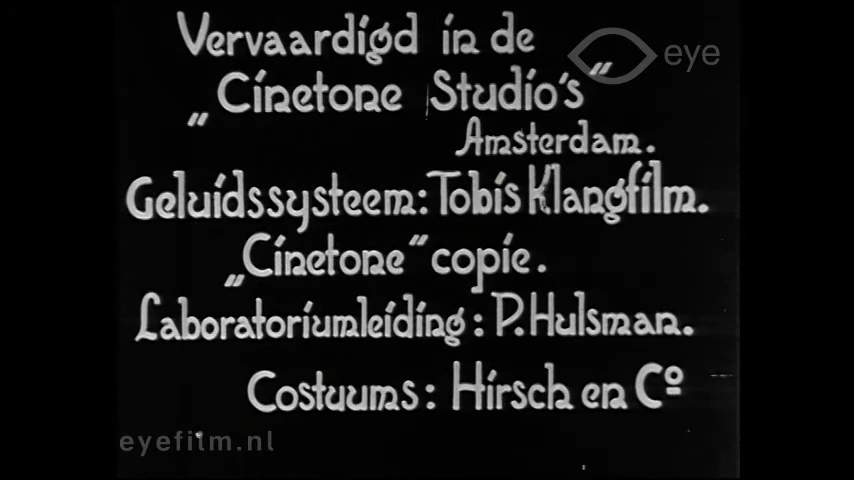 Vervaardigd in de
eye
„Cinetone Studio's"
Amsterdam.
Geluidssysteem: Tobis Klangfilm.
„Cinetone" copie.
Laboratoriumleiding: P. Hulsman.
Costuums: Hirsch en Cº
eyefilm.nl